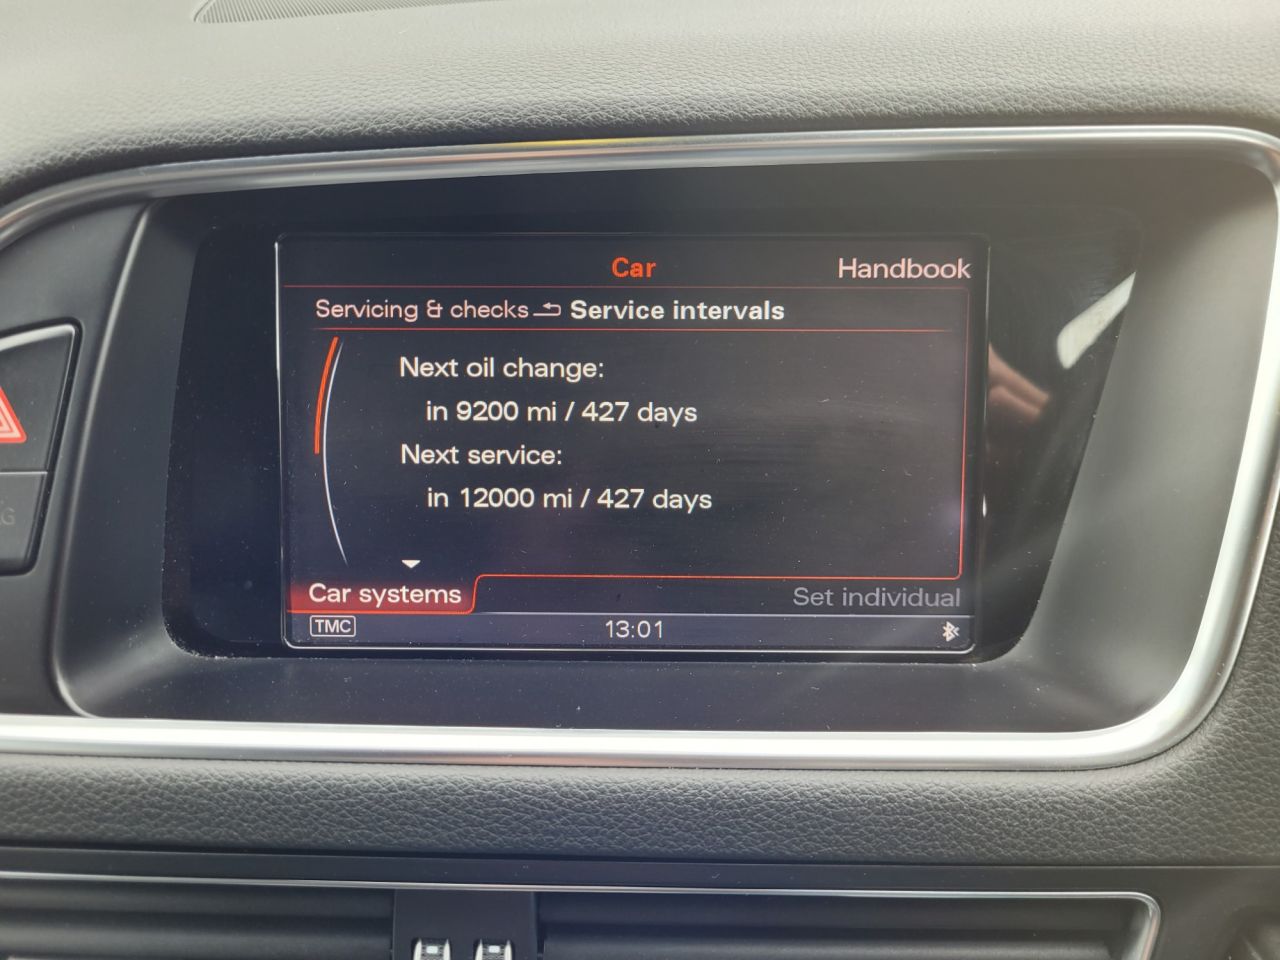 Car
Handbook
Servicing & checks Service intervals
Next oil change:
in 9200 mi / 427 days
Next service:
in 12000 mi / 427 days
Car systems
Set individual
TMC
13:01